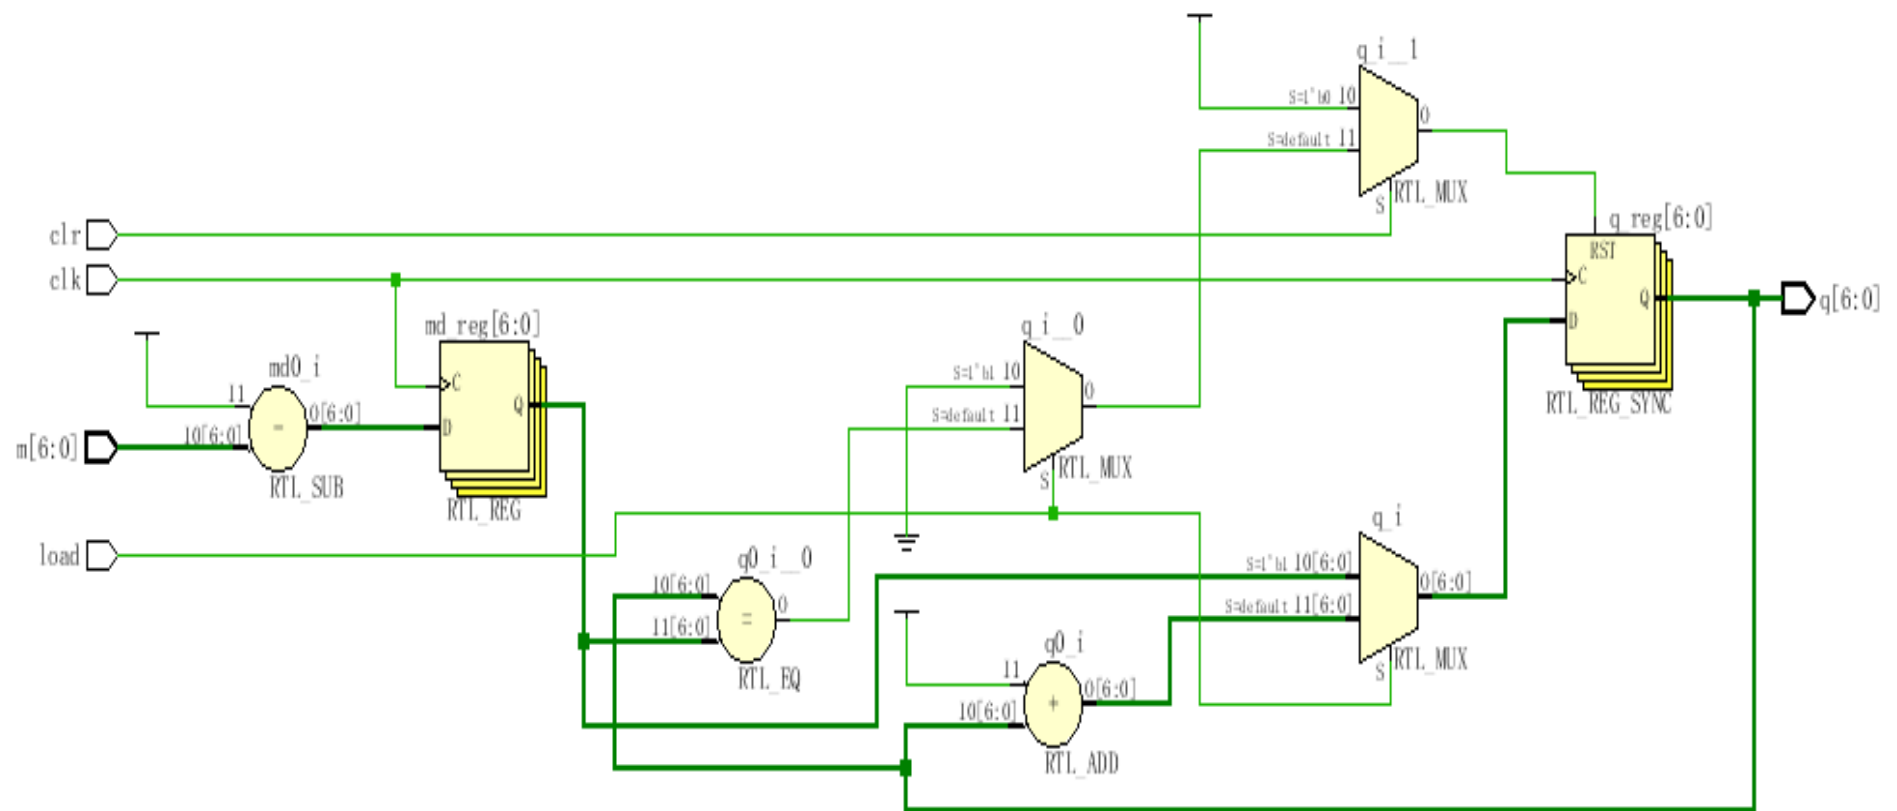 q_i__1
S=1'b0 I0
O
S=default I1
S
RTL_MUX
clr
q_reg[6:0]
RST
clk
C
Q
D
q[6:0]
RTL_REG_SYNC
md_reg[6:0]
C
Q
D
RTL_REG
md0_i
I1
O[6:0]
-
I0[6:0]
RTL_SUB
m[6:0]
q_i__0
S=1'b1 I0
O
S=default I1
S
RTL_MUX
load
q0_i__0
I0[6:0]
O
=
I1[6:0]
RTL_EQ
q_i
S=1'b1 I0[6:0]
O[6:0]
S=default I1[6:0]
S
RTL_MUX
q0_i
I1
O[6:0]
+
I0[6:0]
RTL_ADD